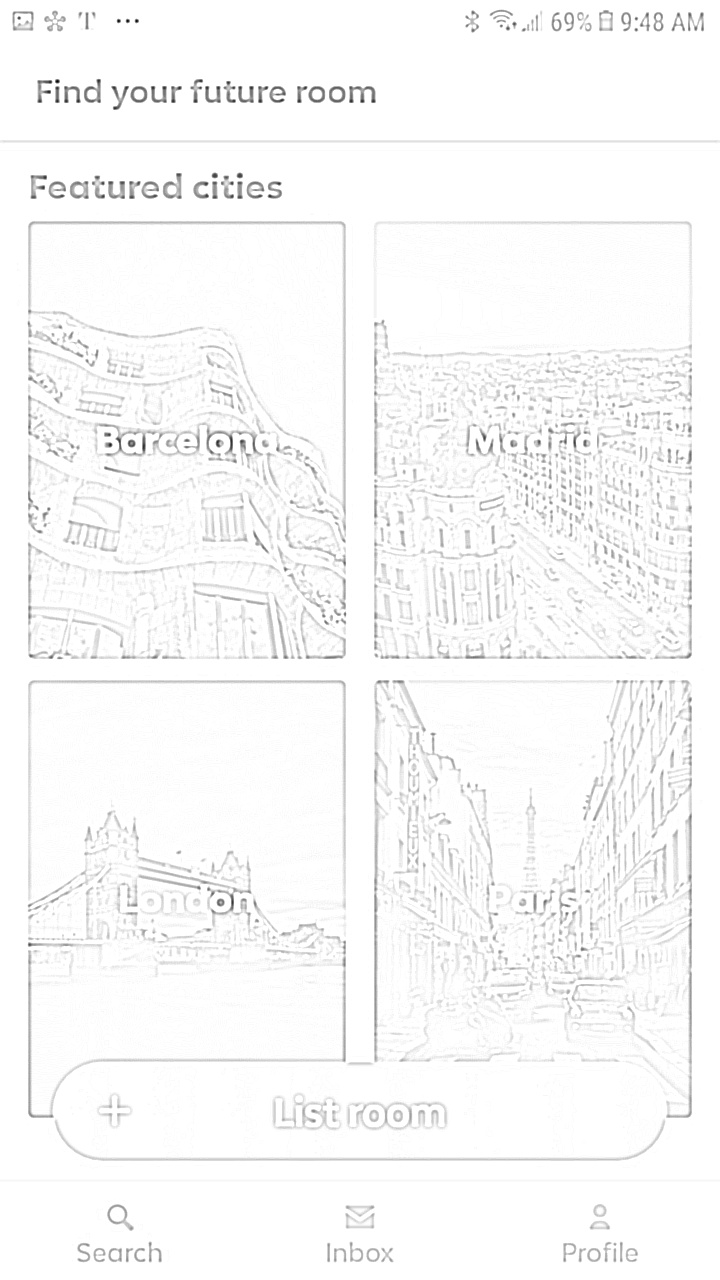 T ... 69% 9:48 AM
Find your future room
Featured cities
Barcelona
Madrid
THOUMIEUX
London
Paris
+ List room
Search
Inbox
Profile